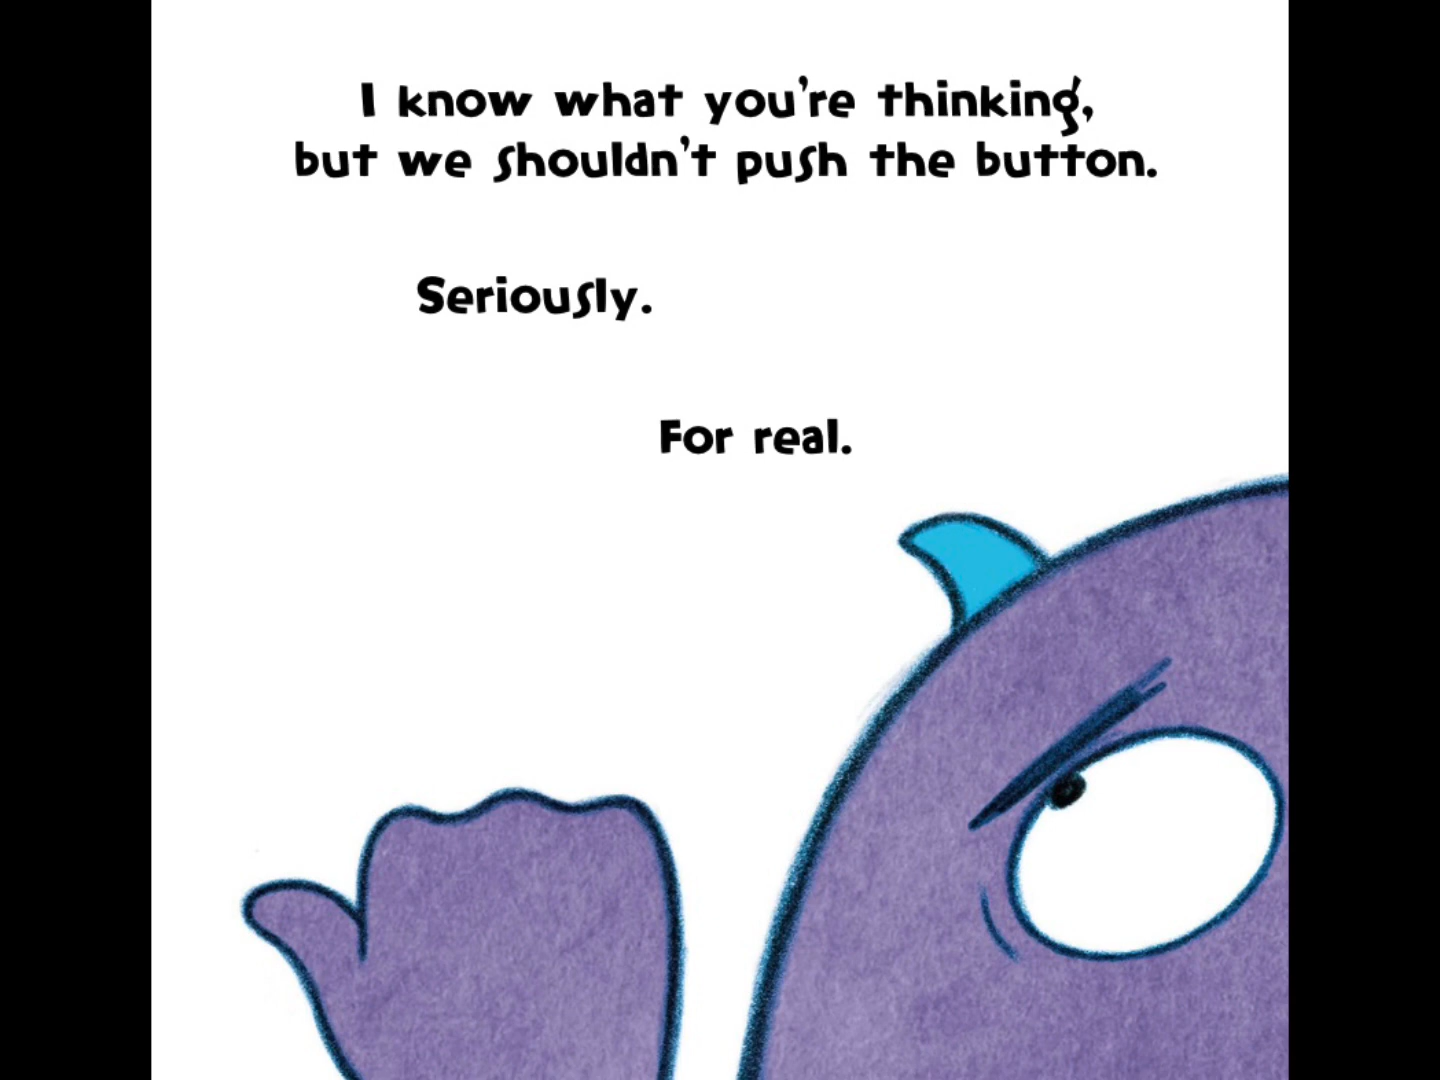 I know what you're thinking,
but we shouldn't push the button.
Seriously.
For real.